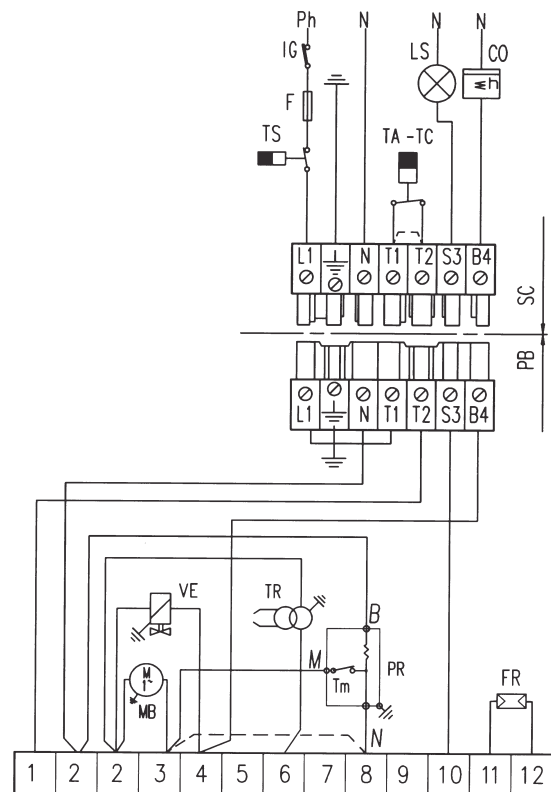 Ph N N N
IG LS CO
F
TS TA -TC
h
L1 N T1 T2 S3 B4
SC
PB
L1 N T1 T2 S3 B4
VE TR B
M Tm PR
M 1~ FR
MB
N
1 2 2 3 4 5 6 7 8 9 10 11 12